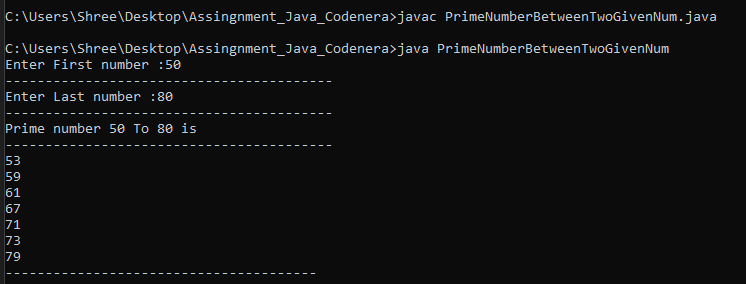 C:\Users\Shree\Desktop\Assingnment_Java_Codenera>javac PrimeNumberBetweenTwoGivenNum.java
C:\Users\Shree\Desktop\Assingnment_Java_Codenera>java PrimeNumberBetweenTwoGivenNum
Enter First number :50
-----------------------------------------
Enter Last number :80
-----------------------------------------
Prime number 50 To 80 is
-----------------------------------------
53
59
61
67
71
73
79
---------------------------------------